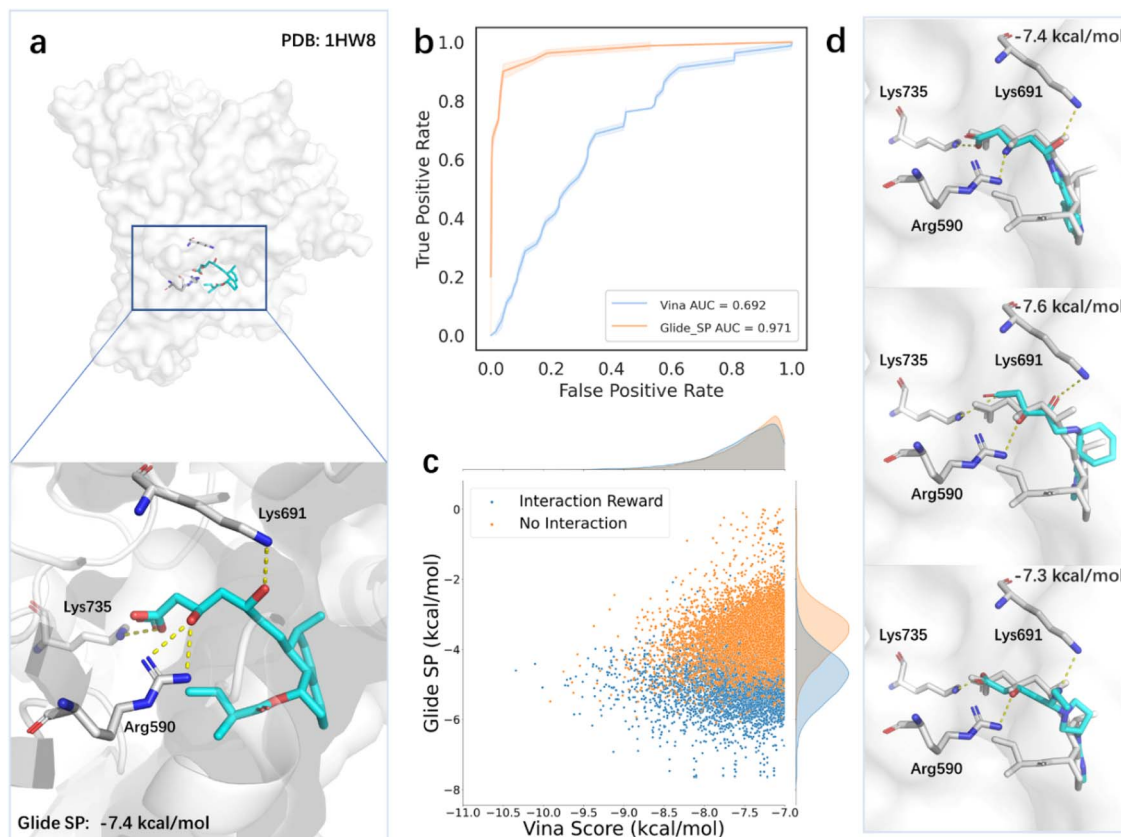 a
PDB: 1HW8
Lys691
Lys735
Arg590
Glide SP: -7.4 kcal/mol
b
True Positive Rate
1.0
0.8
0.6
0.4
0.2
0.0
Vina AUC = 0.692
Glide_SP AUC = 0.971
0.0 0.2 0.4 0.6 0.8 1.0
False Positive Rate
c
Interaction Reward
No Interaction
Glide SP (kcal/mol)
0
−2
−4
−6
−8
−11.0 −10.5 −10.0 −9.5 −9.0 −8.5 −8.0 −7.5 −7.0
Vina Score (kcal/mol)
d
-7.4 kcal/mol
Lys735
Lys691
Arg590
-7.6 kcal/mol
Lys735
Lys691
Arg590
-7.3 kcal/mol
Lys735
Lys691
Arg590